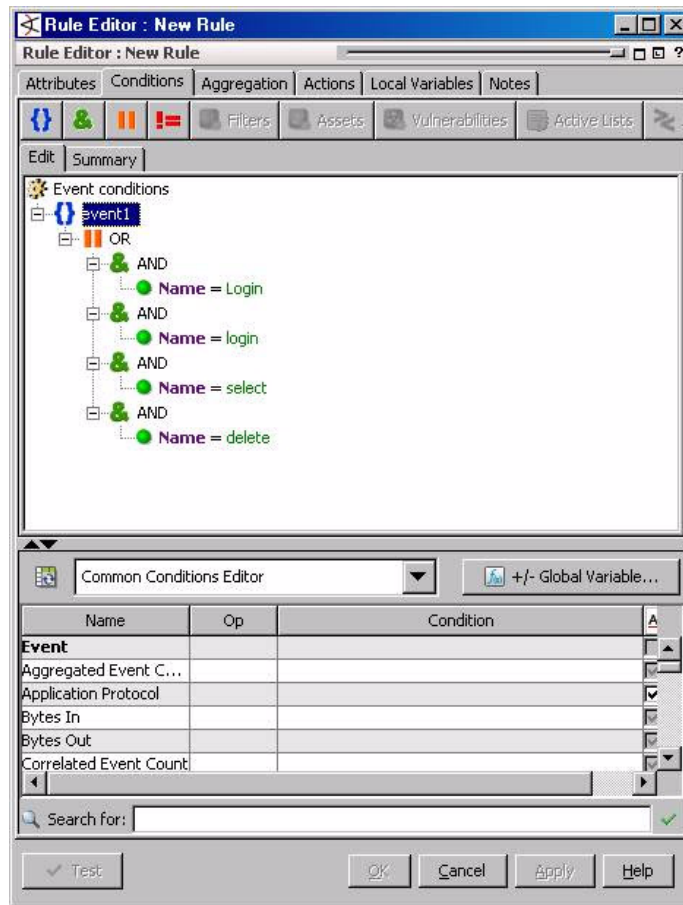 Rule Editor : New Rule
Rule Editor : New Rule
?
Attributes Conditions Aggregation Actions Local Variables Notes
{} & != Filters Assets Vulnerabilities Active Lists
Edit Summary
Event conditions
{} event1
OR
& AND
Name = Login
& AND
Name = login
& AND
Name = select
& AND
Name = delete
Common Conditions Editor +/- Global Variable...
Name Op Condition A
Event
Aggregated Event C...
Application Protocol
Bytes In
Bytes Out
Correlated Event Count
Search for:
Test OK Cancel Apply Help